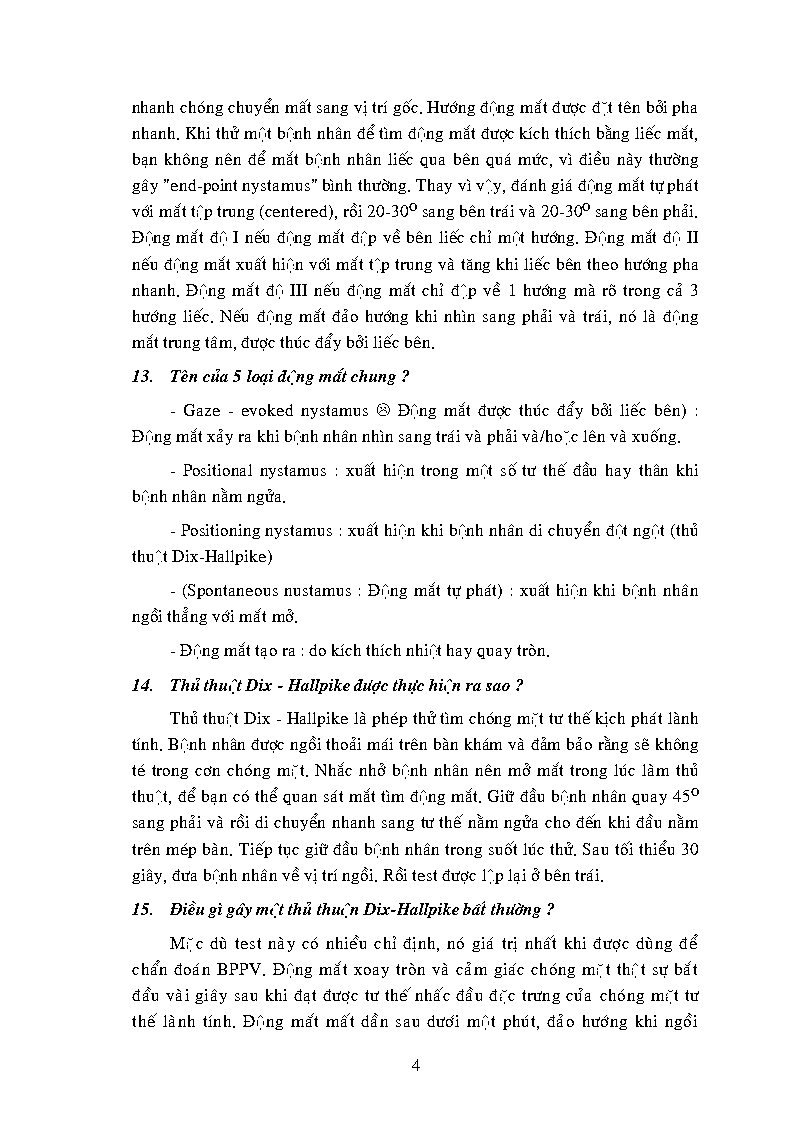 nhanh chóng chuyển mất sang vị trí gốc. Hướng động mắt được đặt tên bởi pha
nhanh. Khi thử một bệnh nhân để tìm động mắt được kích thích bằng liếc mắt,
bạn không nên để mắt bệnh nhân liếc qua bên quá mức, vì điều này thường
gây "end-point nystamus" bình thường. Thay vì vậy, đánh giá động mắt tự phát
với mắt tập trung (centered), rồi 20-30º sang bên trái và 20-30º sang bên phải.
Động mắt độ I nếu động mắt đập về bên liếc chỉ một hướng. Động mắt độ II
nếu động mắt xuất hiện với mắt tập trung và tăng khi liếc bên theo hướng pha
nhanh. Động mắt độ III nếu động mắt chỉ đập về 1 hướng mà rõ trong cả 3
hướng liếc. Nếu động mắt đảo hướng khi nhìn sang phải và trái, nó là động
mắt trung tâm, được thúc đẩy bởi liếc bên.
13. Tên của 5 loại động mắt chung ?
- Gaze - evoked nystamus ☹ Động mắt được thúc đẩy bởi liếc bên) :
Động mắt xảy ra khi bệnh nhân nhìn sang trái và phải và/hoặc lên và xuống.
- Positional nystamus : xuất hiện trong một số tư thế đầu hay thân khi
bệnh nhân nằm ngửa.
- Positioning nystamus : xuất hiện khi bệnh nhân di chuyển đột ngột (thủ
thuật Dix-Hallpike)
- (Spontaneous nustamus : Động mắt tự phát) : xuất hiện khi bệnh nhân
ngồi thẳng với mắt mở.
- Động mắt tạo ra : do kích thích nhiệt hay quay tròn.
14. Thủ thuật Dix - Hallpike được thực hiện ra sao ?
Thủ thuật Dix - Hallpike là phép thử tìm chóng mặt tư thế kịch phát lành
tính. Bệnh nhân được ngồi thoải mái trên bàn khám và đảm bảo rằng sẽ không
té trong cơn chóng mặt. Nhắc nhở bệnh nhân nên mở mắt trong lúc làm thủ
thuật, để bạn có thể quan sát mắt tìm động mắt. Giữ đầu bệnh nhân quay 45º
sang phải và rồi di chuyển nhanh sang tư thế nằm ngửa cho đến khi đầu nằm
trên mép bàn. Tiếp tục giữ đầu bệnh nhân trong suốt lúc thử. Sau tối thiểu 30
giây, đưa bệnh nhân về vị trí ngồi. Rồi test được lập lại ở bên trái.
15. Điều gì gây một thủ thuận Dix-Hallpike bất thường ?
Mặc dù test này có nhiều chỉ định, nó giá trị nhất khi được dùng để
chẩn đoán BPPV. Động mắt xoay tròn và cảm giác chóng mặt thật sự bắt
đầu vài giây sau khi đạt được tư thế nhấc đầu đặc trưng của chóng mặt tư
thế lành tính. Động mắt mất dần sau dưới một phút, đảo hướng khi ngồi
4